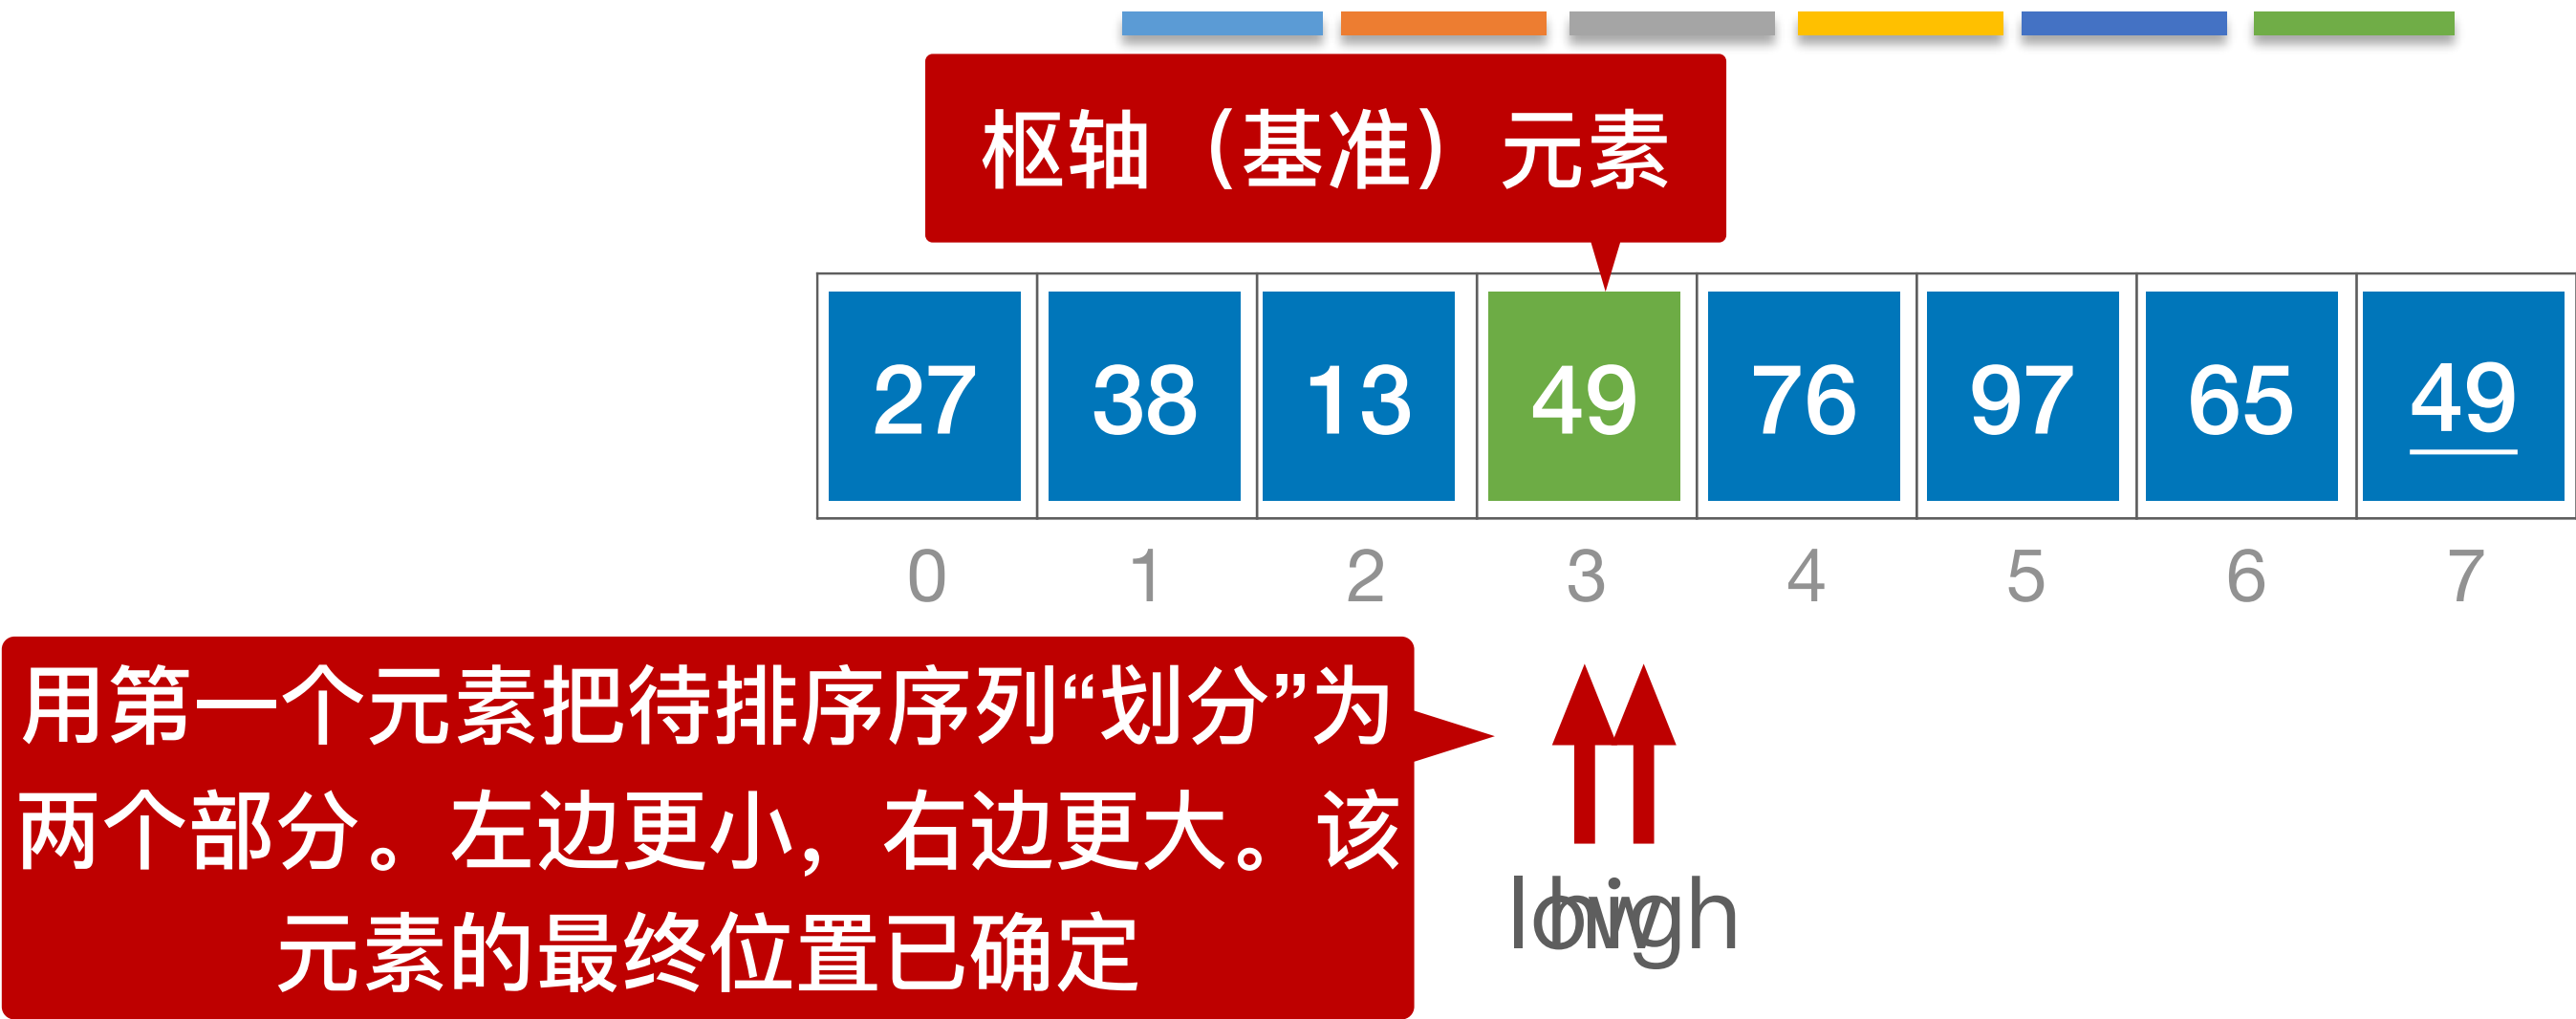 枢轴（基准）元素
27 38 13 49 76 97 65 49
0 1 2 3 4 5 6 7
用第一个元素把待排序序列“划分”为
两个部分。左边更小，右边更大。该
元素的最终位置已确定
low high